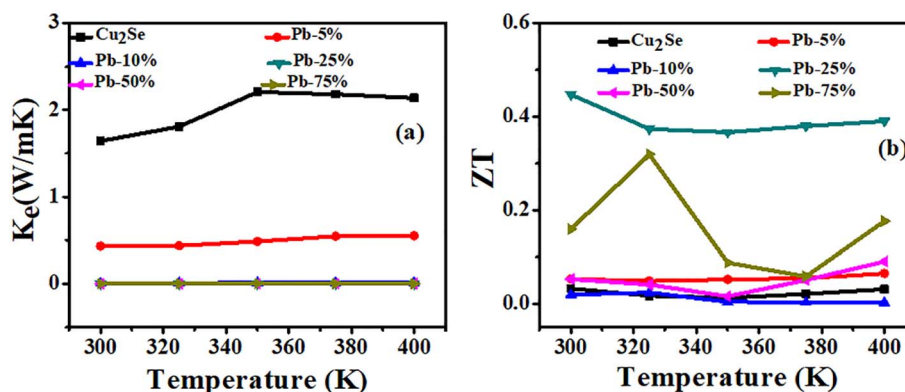 3
2
1
0
Ke(W/mK)
Cu2Se
Pb-5%
Pb-10%
Pb-25%
Pb-50%
Pb-75%
(a)
300 320 340 360 380 400
Temperature (K)
0.6
0.4
0.2
0.0
ZT
Cu2Se
Pb-5%
Pb-10%
Pb-25%
Pb-50%
Pb-75%
(b)
300 320 340 360 380 400
Temperature (K)